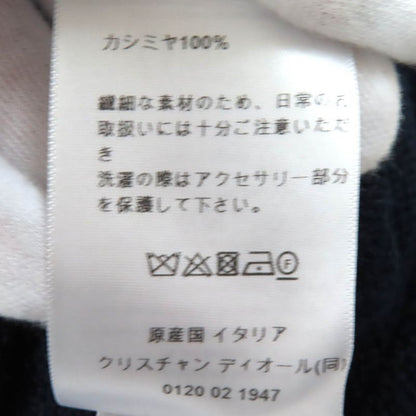 カシミヤ100%
繊細な素材のため、日常のお
取扱いには十分ご注意いただ
き
洗濯の際はアクセサリー部分
を保護して下さい。
F
原産国 イタリア
クリスチャン ディオール(同)
0120 02 1947